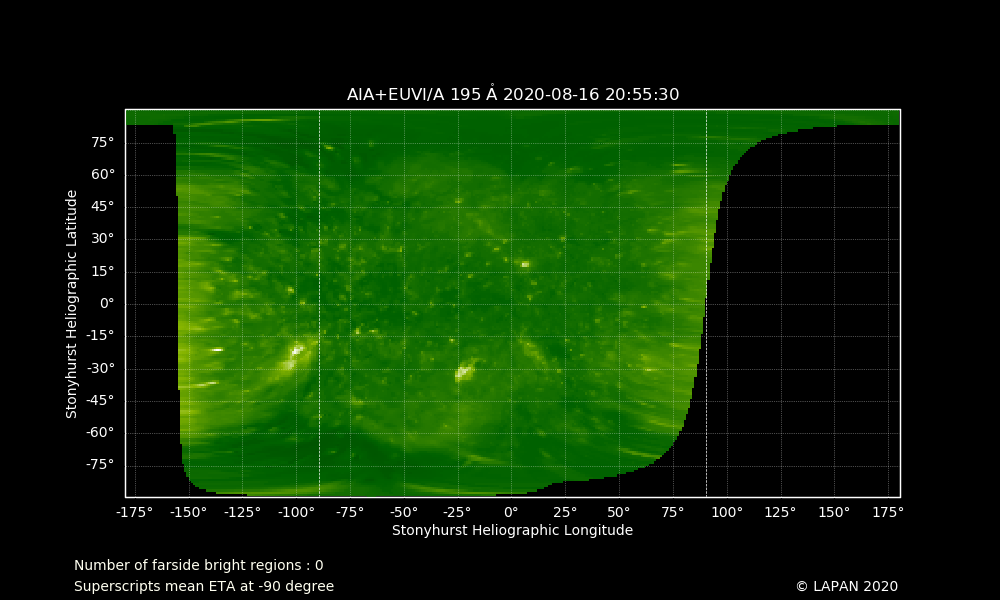 AIA+EUVI/A 195 Å 2020-08-16 20:55:30
Stonyhurst Heliographic Latitude
75°
60°
45°
30°
15°
0°
-15°
-30°
-45°
-60°
-75°
-175° -150° -125° -100° -75° -50° -25° 0° 25° 50° 75° 100° 125° 150° 175°
Stonyhurst Heliographic Longitude
Number of farside bright regions : 0
Superscripts mean ETA at -90 degree
© LAPAN 2020